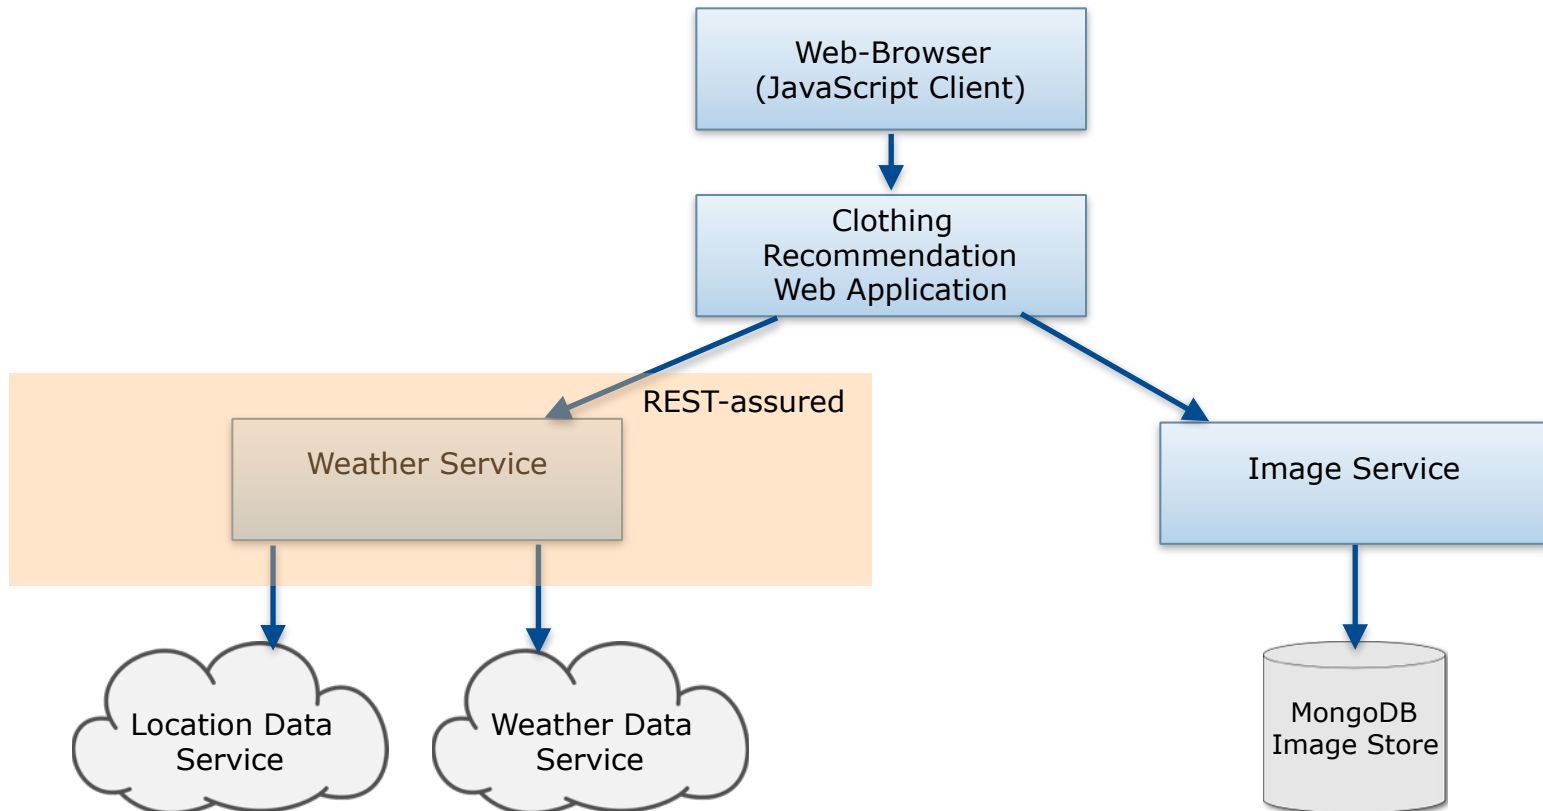 Web-Browser
(JavaScript Client)
Clothing
Recommendation
Web Application
REST-assured
Weather Service
Image Service
Location Data
Service
Weather Data
Service
MongoDB
Image Store